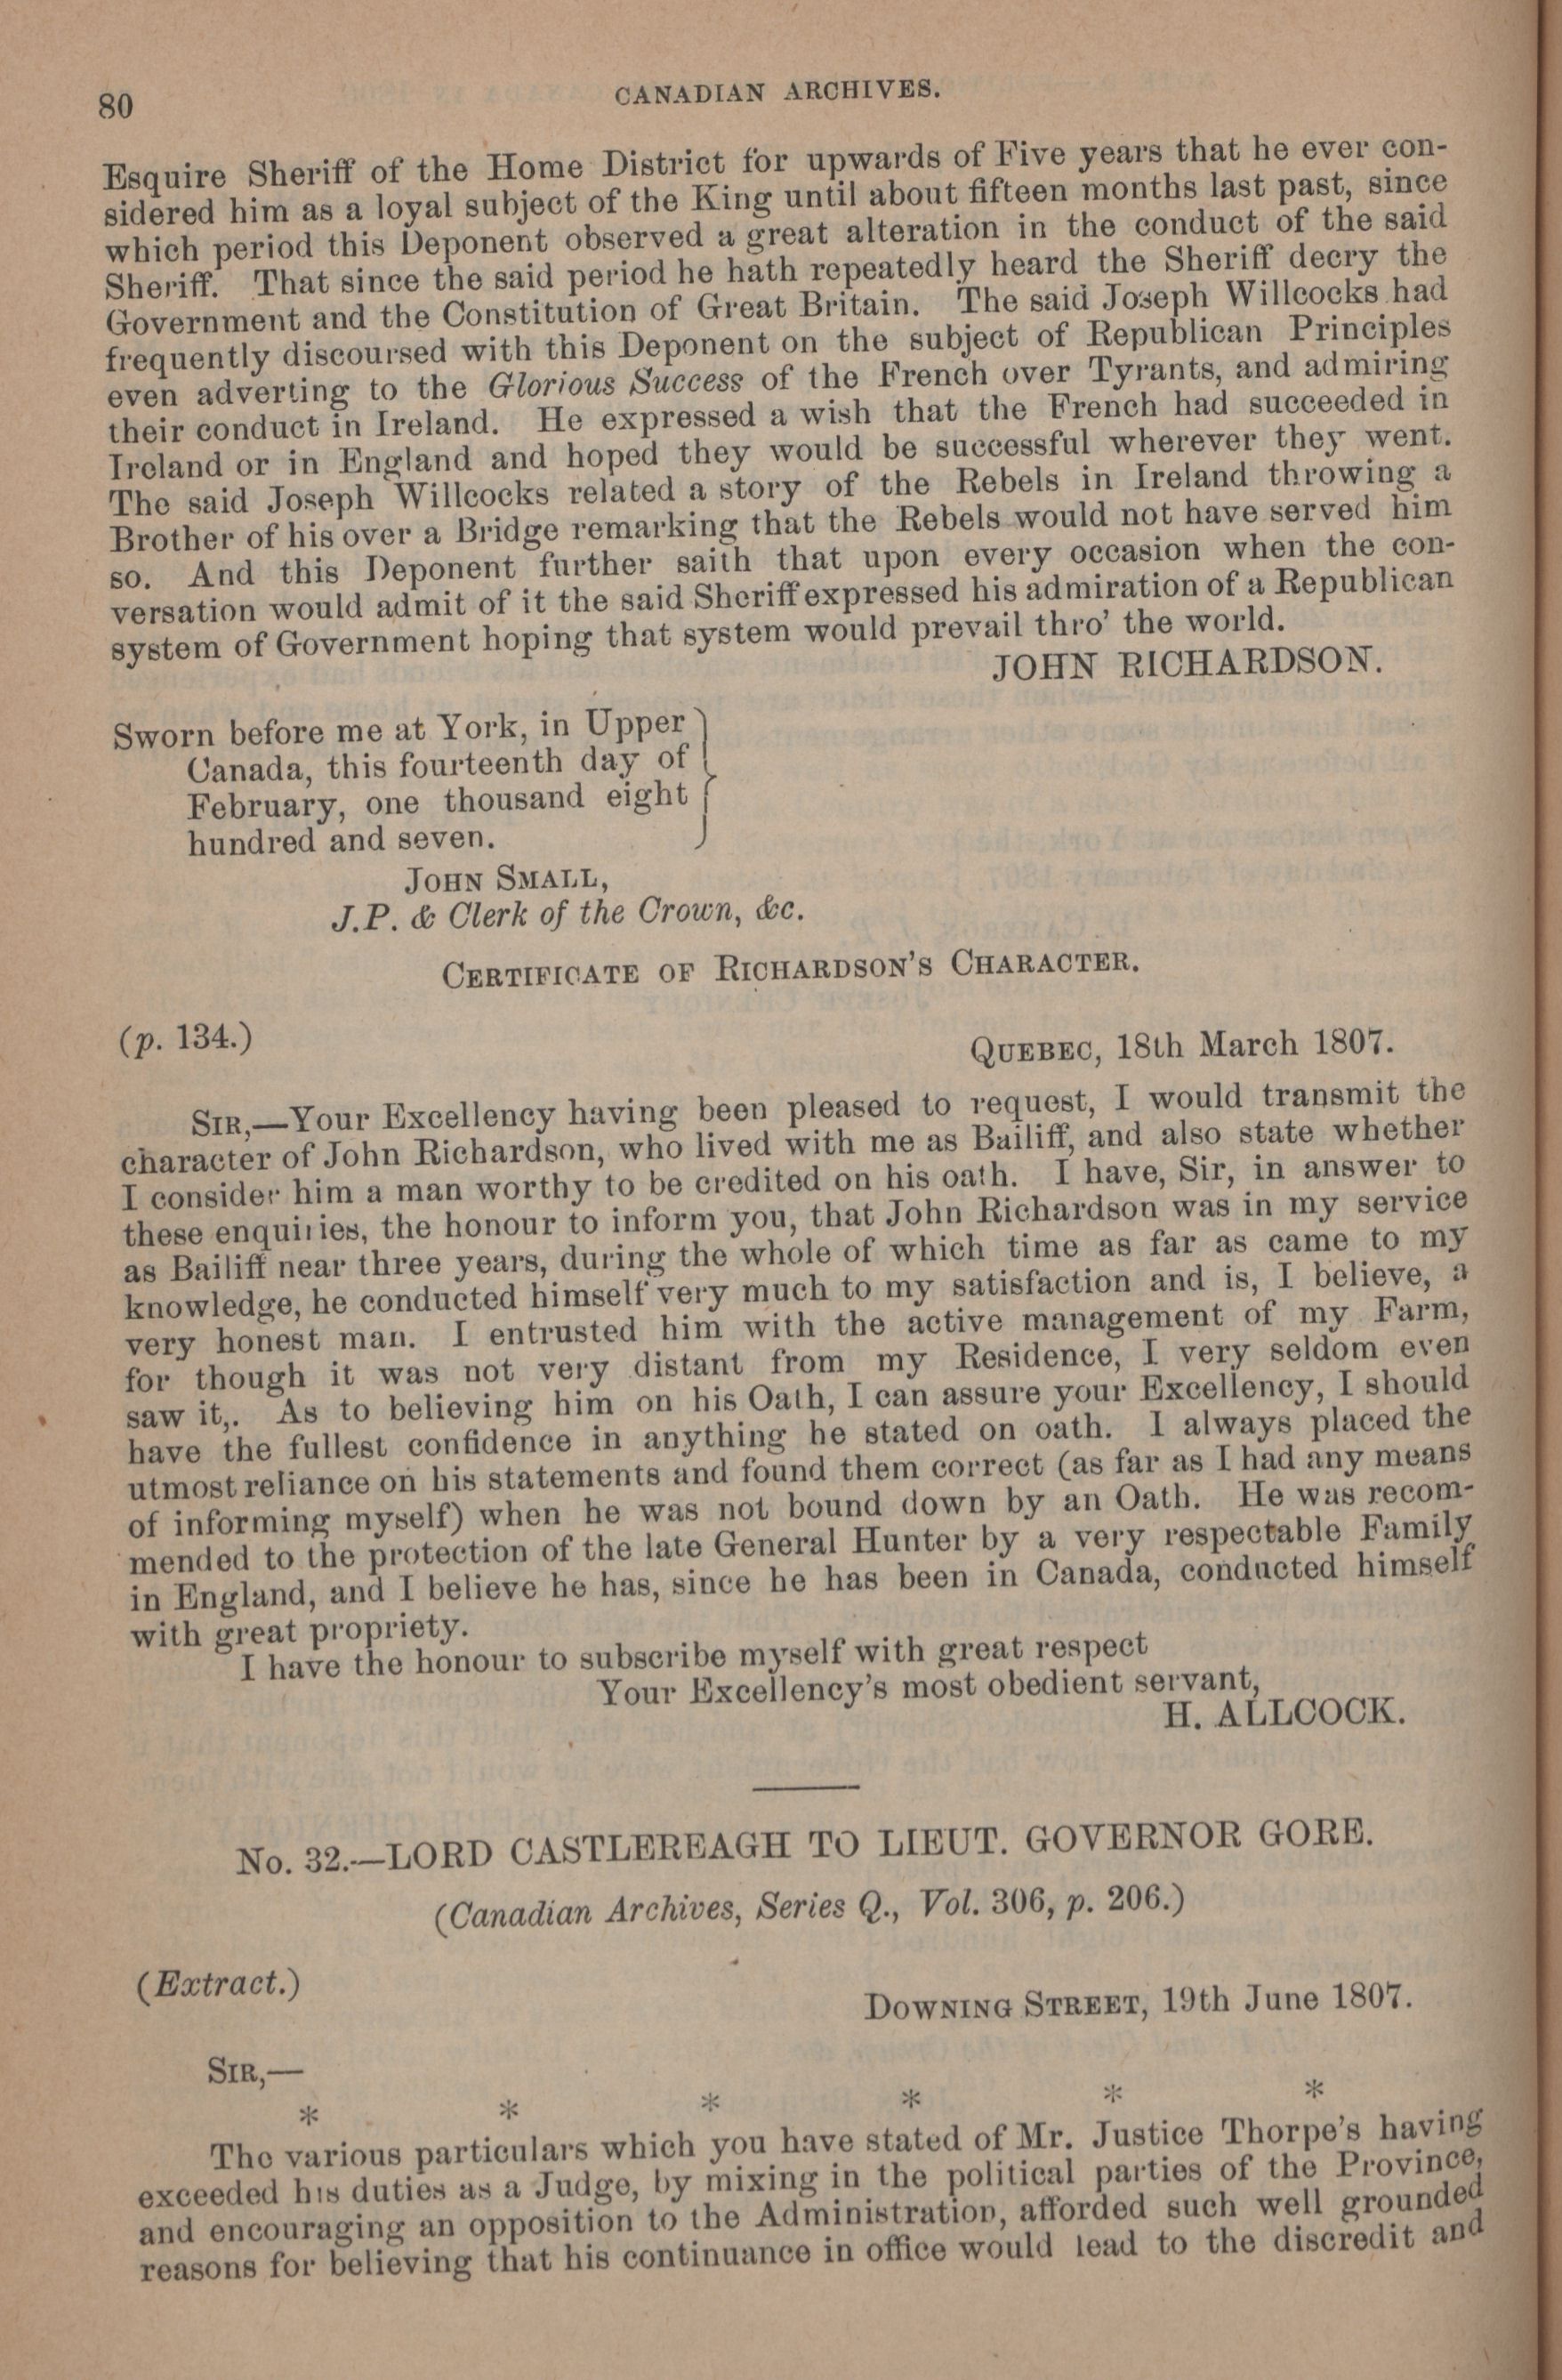 80
CANADIAN ARCHIVES.
Esquire Sheriff of the Home District for upwards of Five years that he ever con-
sidered him as a loyal subject of the King until about fifteen months last past, since
which period this Deponent observed a great alteration in the conduct of the said
Sheriff. That since the said period he hath repeatedly heard the Sheriff decry the
Government and the Constitution of Great Britain. The said Joseph Willcocks had
frequently discoursed with this Deponent on the subject of Republican Principles
even adverting to the Glorious Success of the French over Tyrants, and admiring
their conduct in Ireland. He expressed a wish that the French had succeeded in
Ireland or in England and hoped they would be successful wherever they went.
The said Joseph Willcocks related a story of the Rebels in Ireland throwing a
Brother of his over a Bridge remarking that the Rebels would not have served him
so. And this Deponent further saith that upon every occasion when the con-
versation would admit of it the said Sheriff expressed his admiration of a Republican
system of Government hoping that system would prevail thro' the world.
JOHN RICHARDSON.
Sworn before me at York, in Upper
Canada, this fourteenth day of
February, one thousand eight
hundred and seven.
JOHN SMALL,
J.P. & Clerk of the Crown, &c.
CERTIFICATE OF RICHARDSON'S CHARACTER.
(p. 134.)
QUEBEC, 18th March 1807.
SIR,—Your Excellency having been pleased to request, I would transmit the
character of John Richardson, who lived with me as Bailiff, and also state whether
I consider him a man worthy to be credited on his oath. I have, Sir, in answer to
these enquiries, the honour to inform you, that John Richardson was in my service
as Bailiff near three years, during the whole of which time as far as came to my
knowledge, he conducted himself very much to my satisfaction and is, I believe, a
very honest man. I entrusted him with the active management of my Farm,
for though it was not very distant from my Residence, I very seldom even
saw it,. As to believing him on his Oath, I can assure your Excellency, I should
have the fullest confidence in anything he stated on oath. I always placed the
utmost reliance on his statements and found them correct (as far as I had any means
of informing myself) when he was not bound down by an Oath. He was recom-
mended to the protection of the late General Hunter by a very respectable Family
in England, and I believe he has, since he has been in Canada, conducted himself
with great propriety.
I have the honour to subscribe myself with great respect
Your Excellency's most obedient servant,
H. ALLCOCK.
No. 32.—LORD CASTLEREAGH TO LIEUT. GOVERNOR GORE.
(Canadian Archives, Series Q., Vol. 306, p. 206.)
(Extract.)
DOWNING STREET, 19th June 1807.
SIR,—
* * * * * *
The various particulars which you have stated of Mr. Justice Thorpe's having
exceeded his duties as a Judge, by mixing in the political parties of the Province,
and encouraging an opposition to the Administration, afforded such well grounded
reasons for believing that his continuance in office would lead to the discredit and